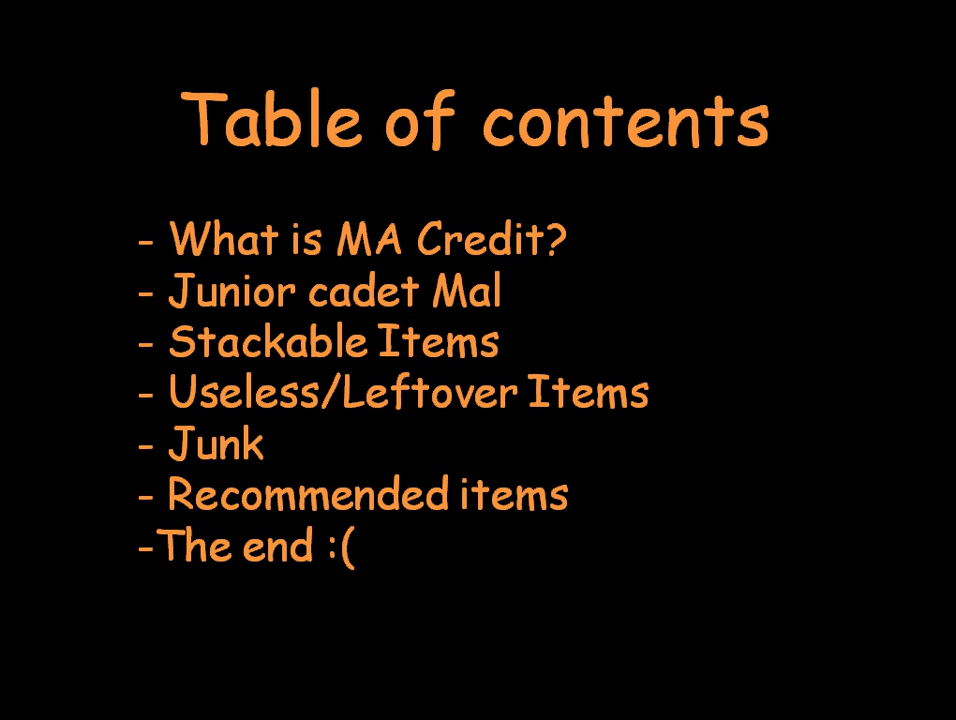 Table of contents
- What is MA Credit?
- Junior cadet Mal
- Stackable Items
- Useless/Leftover Items
- Junk
- Recommended items
-The end :(